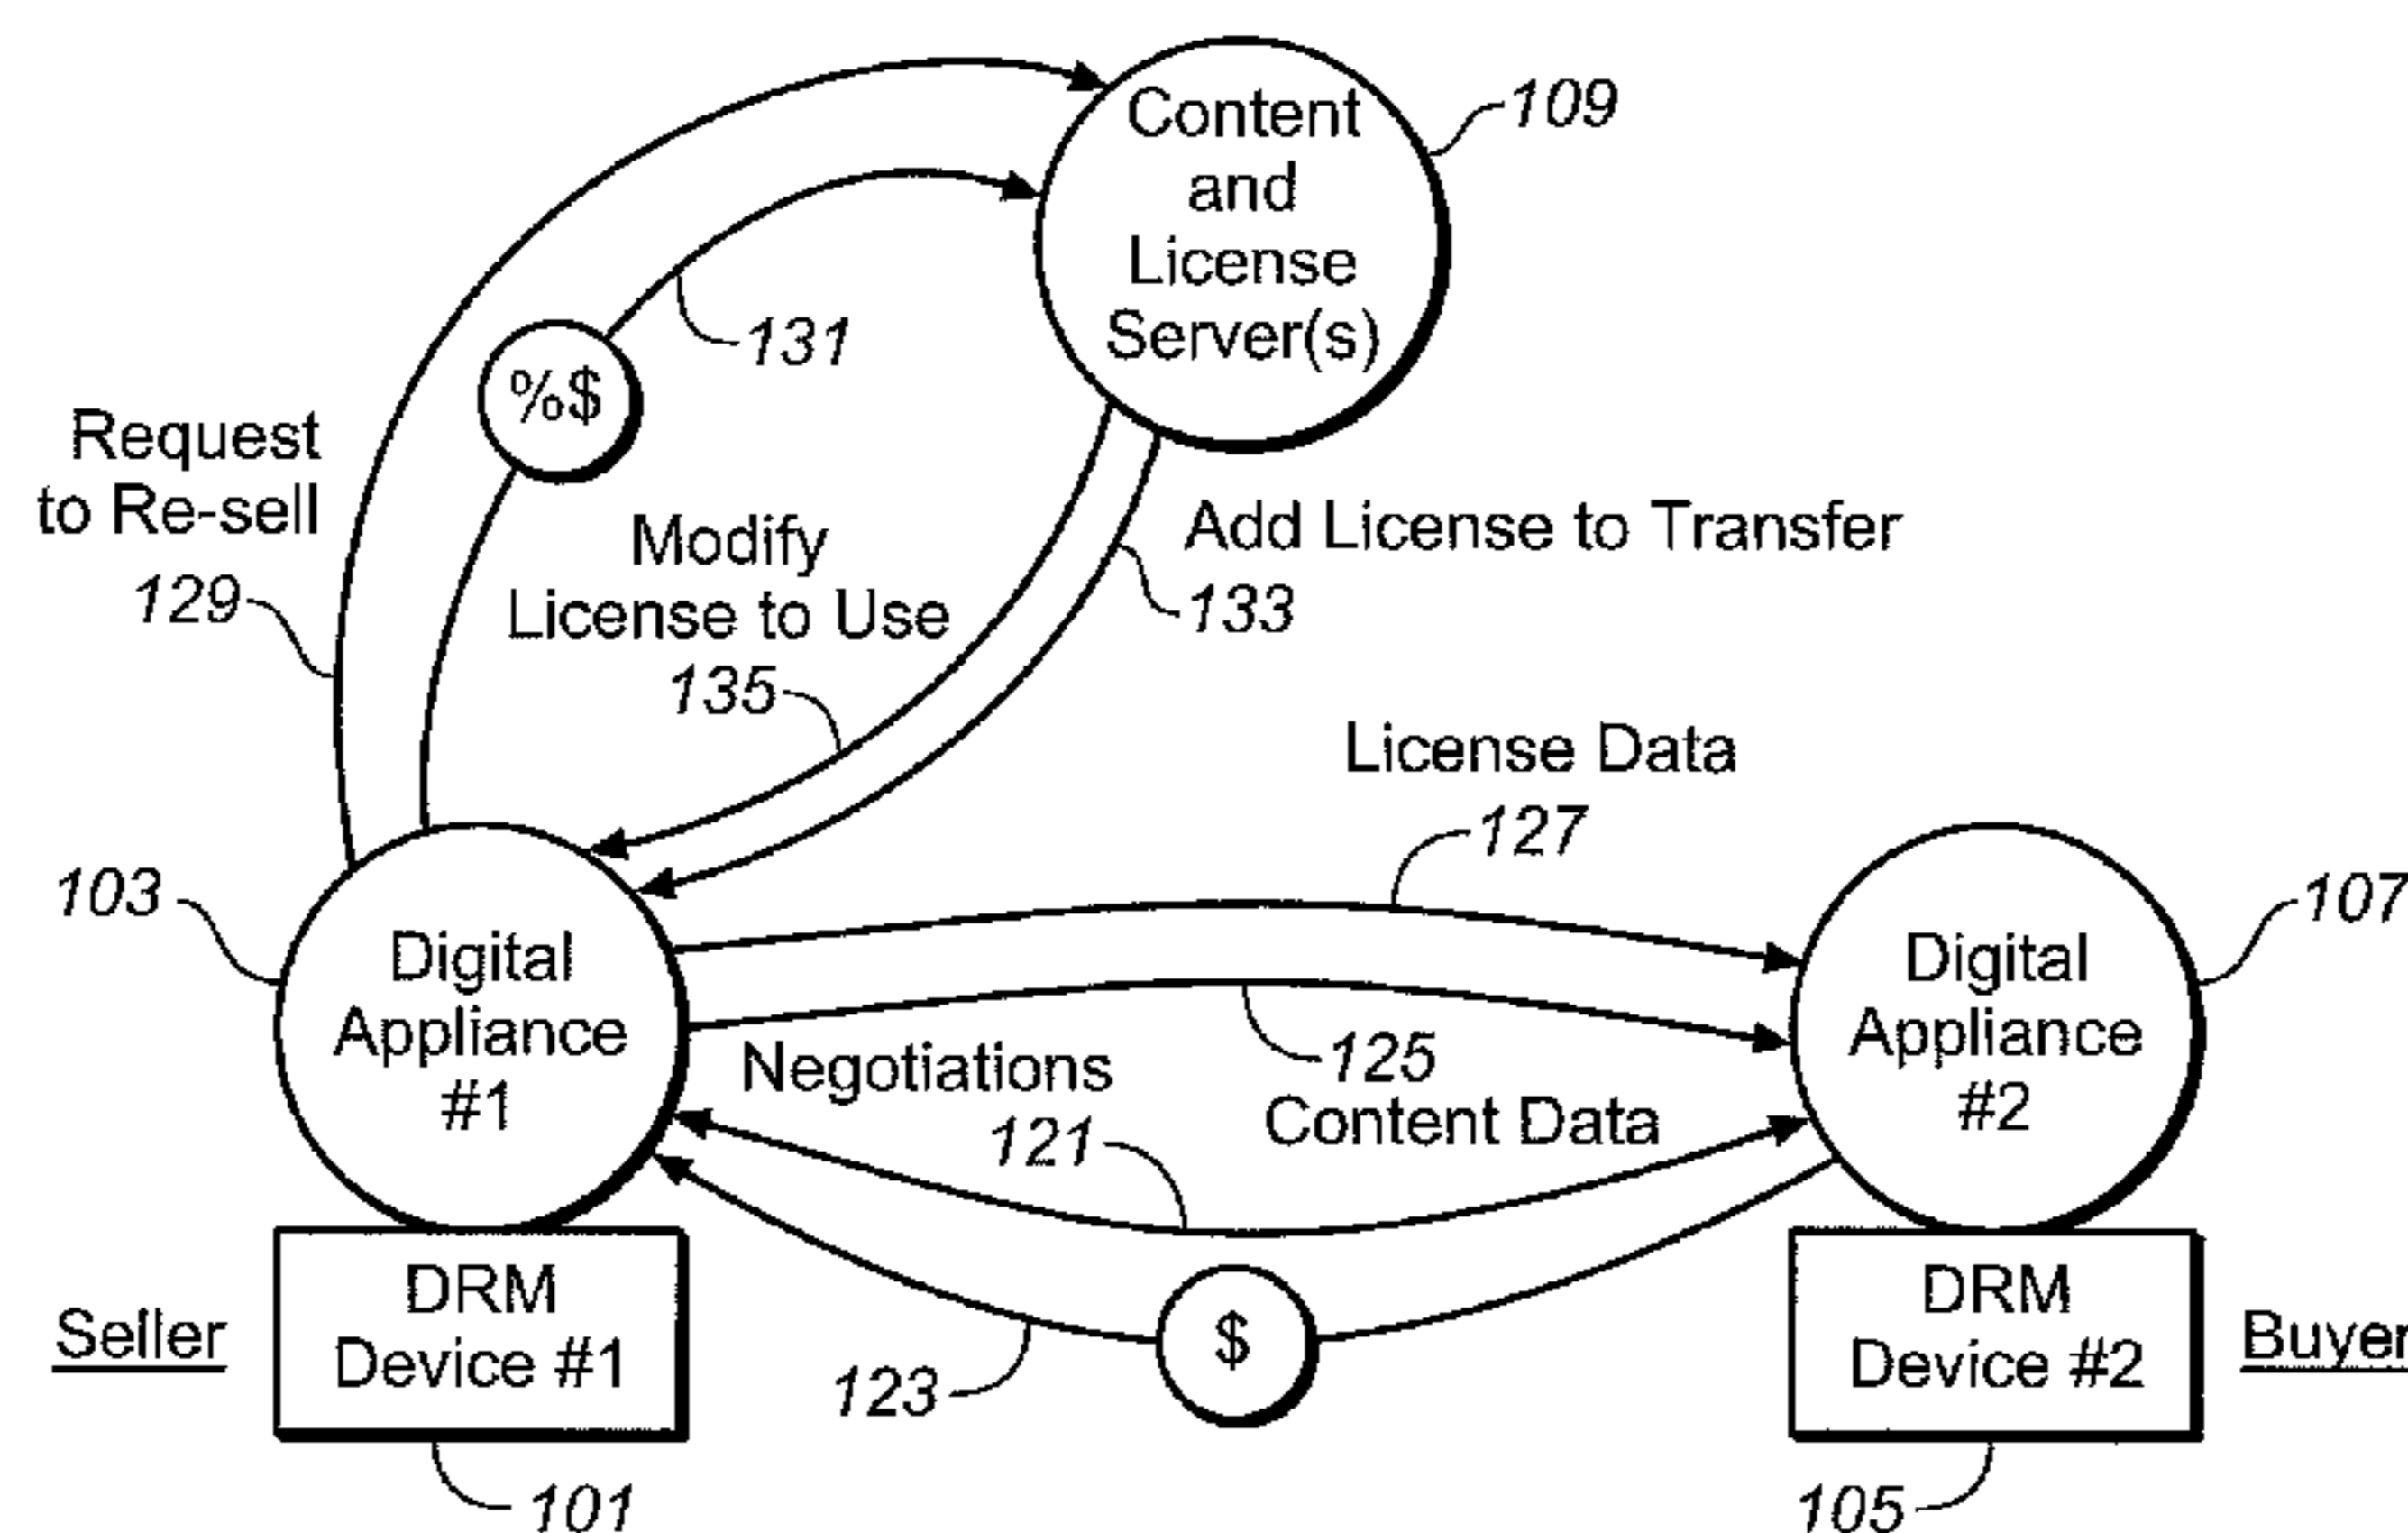 Content
and
License
Server(s)
109
131
%$
Request
to Re-sell
129
Modify
License to Use
135
Add License to Transfer
133
License Data
127
103
Digital
Appliance
#1
107
Digital
Appliance
#2
Negotiations
121
125
Content Data
Seller
DRM
Device #1
123
$
DRM
Device #2
Buyer
101
105